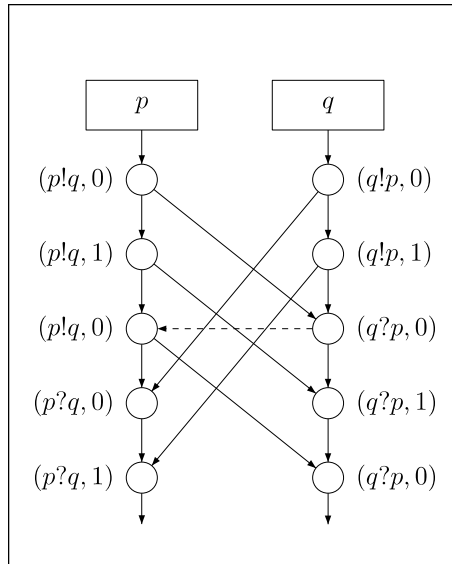 p q
(p!q, 0) (q!p, 0)
(p!q, 1) (q!p, 1)
(p!q, 0) (q?p, 0)
(p?q, 0) (q?p, 1)
(p?q, 1) (q?p, 0)